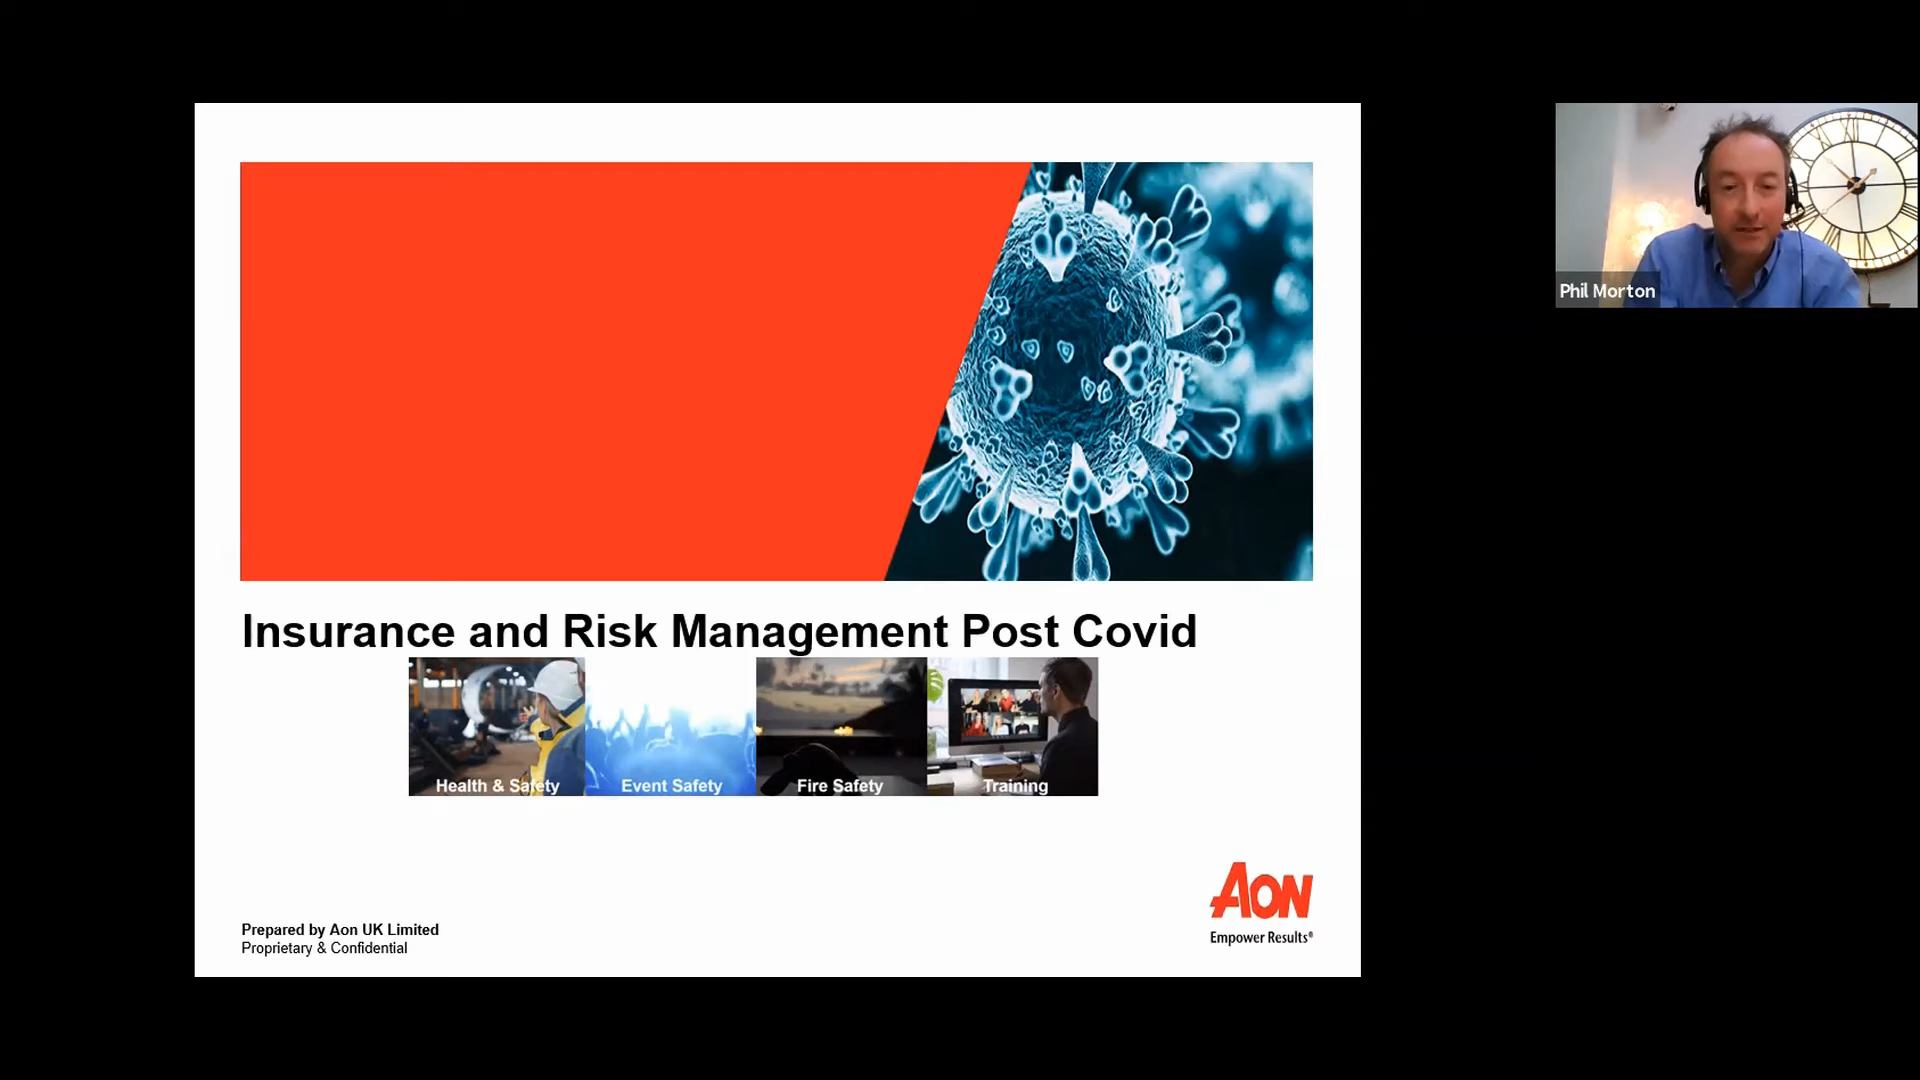 Phil Morton
Insurance and Risk Management Post Covid
Health & Safety
Event Safety
Fire Safety
Training
Prepared by Aon UK Limited
Proprietary & Confidential
AON
Empower Results®